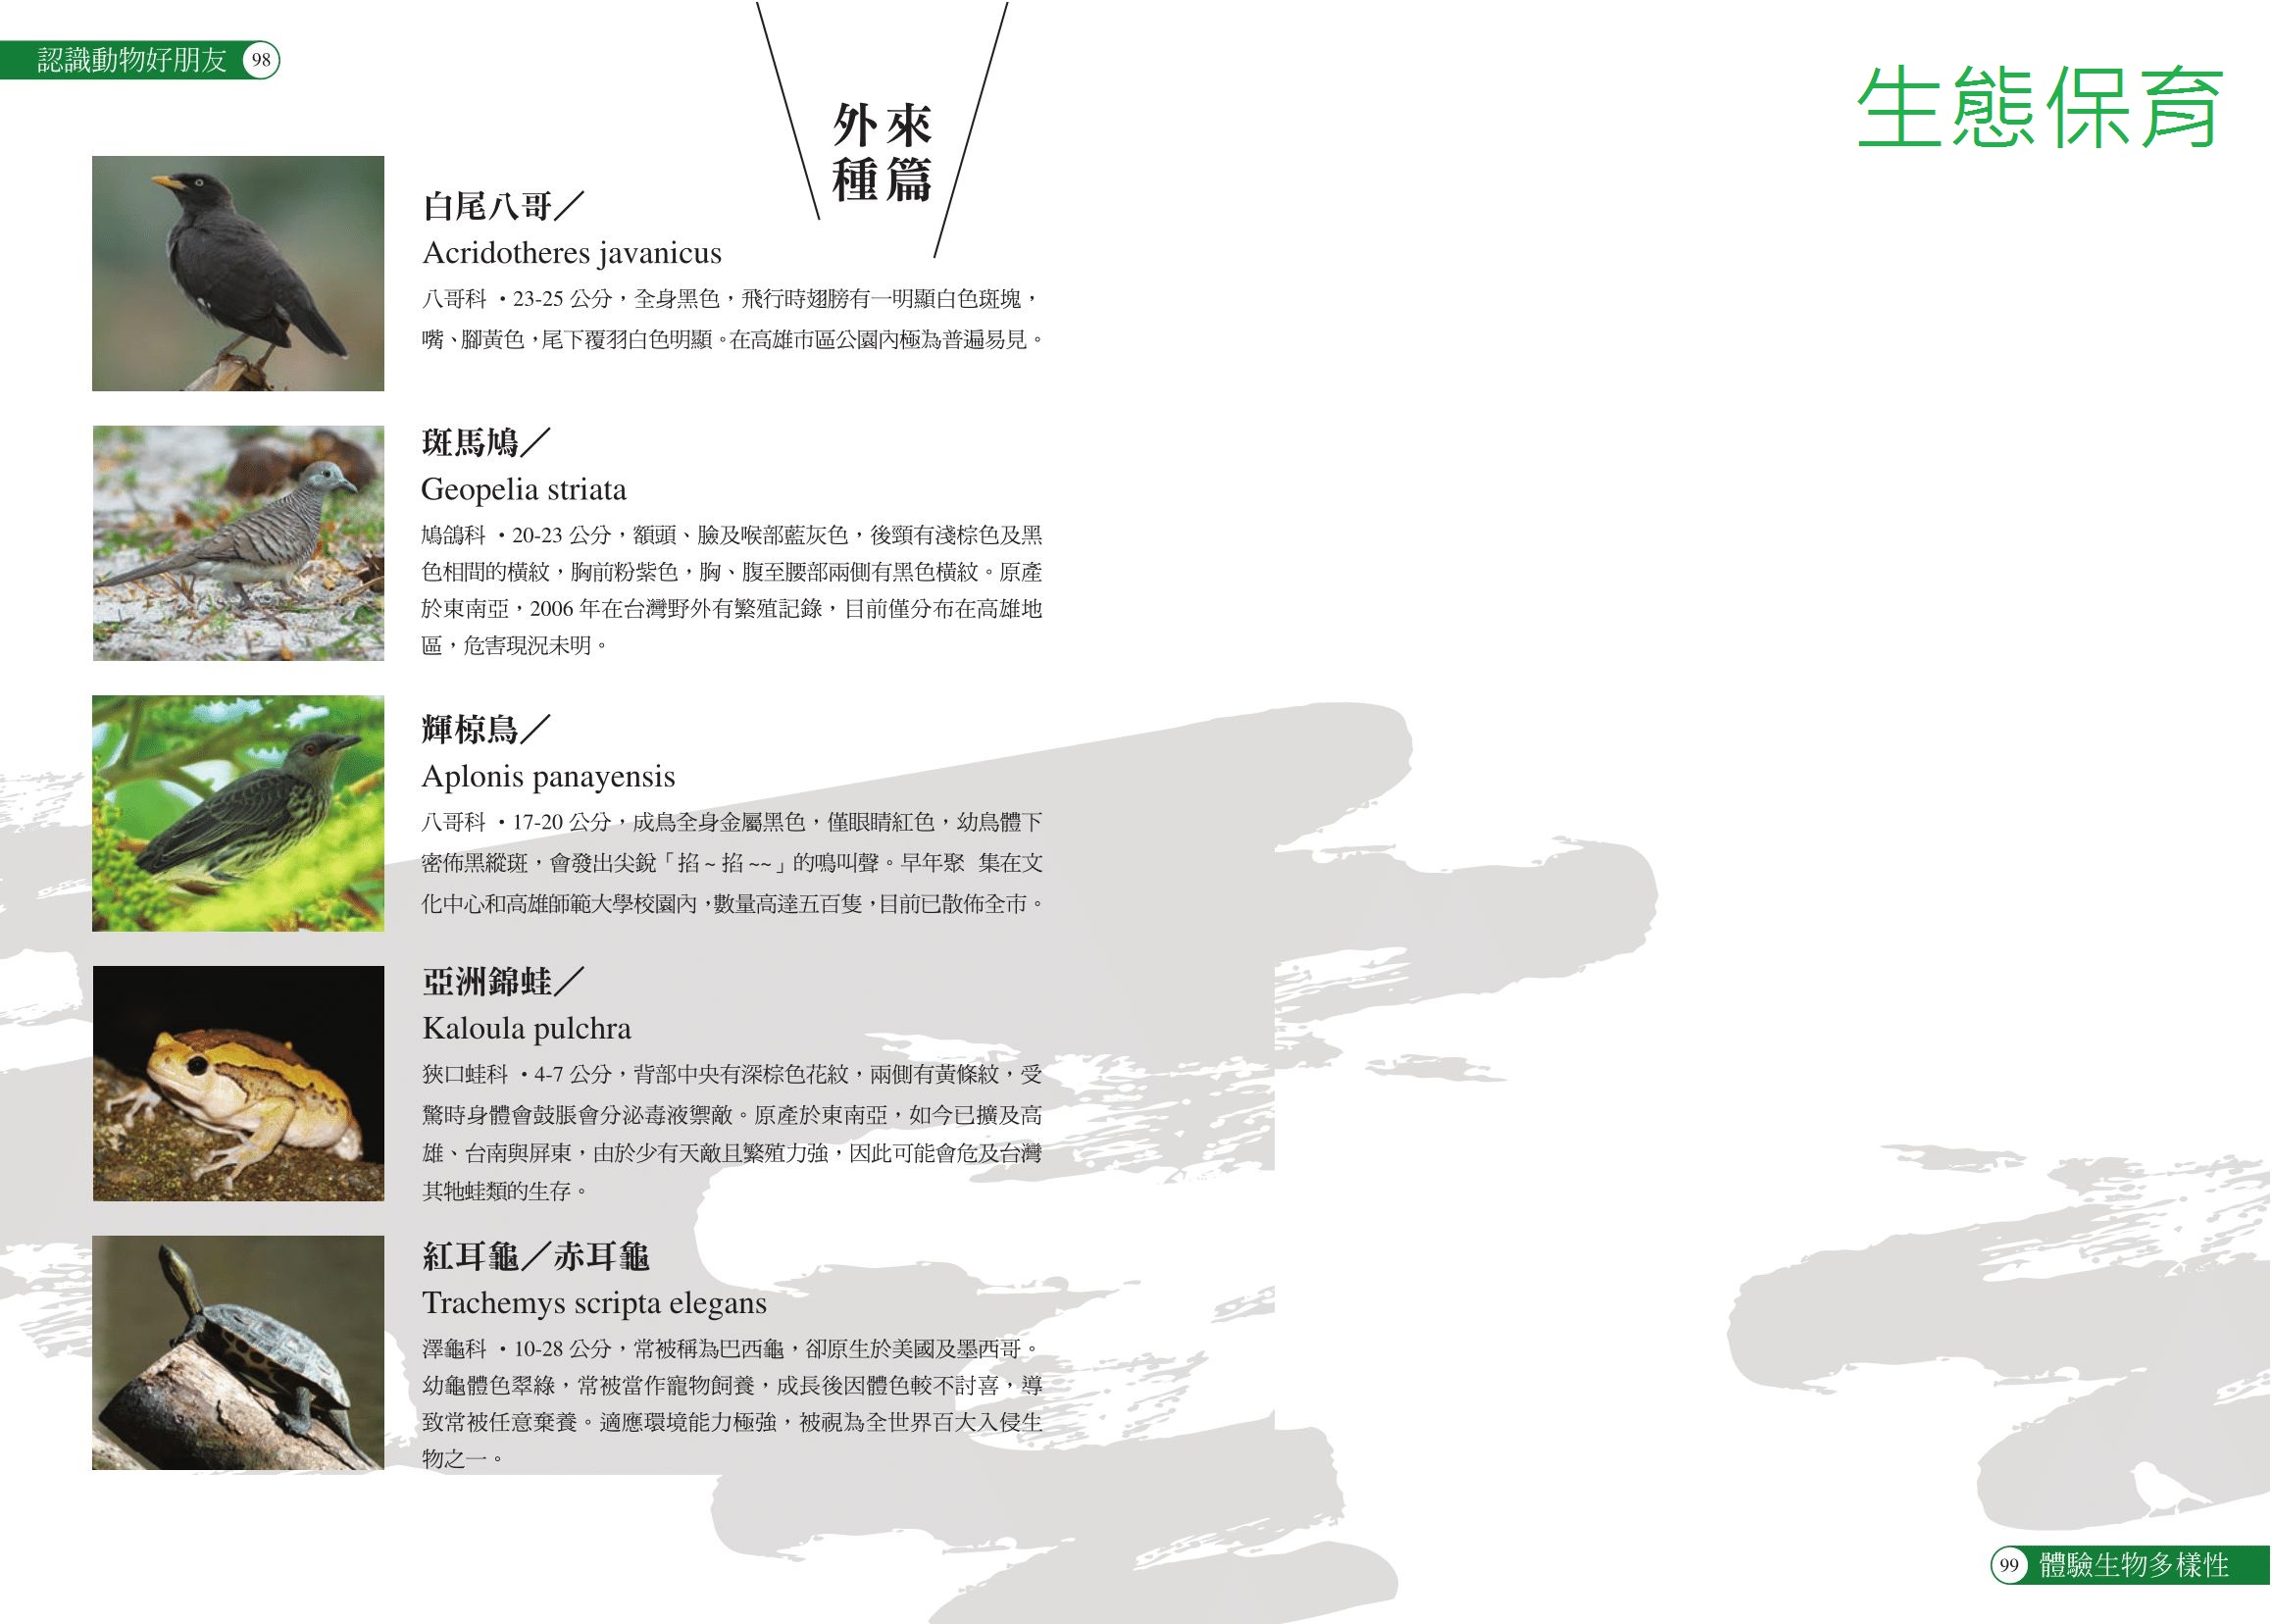 認識動物好朋友 98
生態保育
外來
種篇
白尾八哥／
Acridotheres javanicus
八哥科 ・23-25 公分，全身黑色，飛行時翅膀有一明顯白色斑塊，
嘴、腳黃色，尾下覆羽白色明顯。在高雄市區公園內極為普遍易見。
斑馬鳩／
Geopelia striata
鳩鴿科 ・20-23 公分，額頭、臉及喉部藍灰色，後頸有淺棕色及黑
色相間的橫紋，胸前粉紫色，胸、腹至腰部兩側有黑色橫紋。原產
於東南亞，2006 年在台灣野外有繁殖記錄，目前僅分布在高雄地
區，危害現況未明。
輝椋鳥／
Aplonis panayensis
八哥科 ・17-20 公分，成鳥全身金屬黑色，僅眼睛紅色，幼鳥體下
密佈黑縱斑，會發出尖銳「掐 ~ 掐 ~~」的鳴叫聲。早年聚 集在文
化中心和高雄師範大學校園內，數量高達五百隻，目前已散佈全市。
亞洲錦蛙／
Kaloula pulchra
狹口蛙科 ・4-7 公分，背部中央有深棕色花紋，兩側有黃條紋，受
驚時身體會鼓脹會分泌毒液禦敵。原產於東南亞，如今已擴及高
雄、台南與屏東，由於少有天敵且繁殖力強，因此可能會危及台灣
其牠蛙類的生存。
紅耳龜／赤耳龜
Trachemys scripta elegans
澤龜科 ・10-28 公分，常被稱為巴西龜，卻原生於美國及墨西哥。
幼龜體色翠綠，常被當作寵物飼養，成長後因體色較不討喜，導
致常被任意棄養。適應環境能力極強，被視為全世界百大入侵生
物之一。
99 體驗生物多樣性